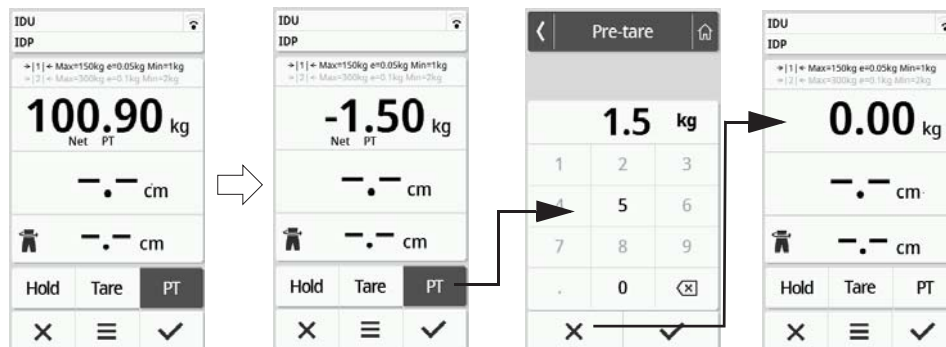 IDU
IDP
→|1|← Max=150kg e=0.05kg Min=1kg
→|2|← Max=300kg e=0.1kg Min=2kg
100.90 kg
Net PT
-.- cm
-.- cm
Hold Tare PT
IDU
IDP
→|1|← Max=150kg e=0.05kg Min=1kg
→|2|← Max=300kg e=0.1kg Min=2kg
-1.50 kg
Net PT
-.- cm
-.- cm
Hold Tare PT
Pre-tare
1.5 kg
1 2 3
4 5 6
7 8 9
. 0
IDU
IDP
→|1|← Max=150kg e=0.05kg Min=1kg
→|2|← Max=300kg e=0.1kg Min=2kg
0.00 kg
-.- cm
-.- cm
Hold Tare PT